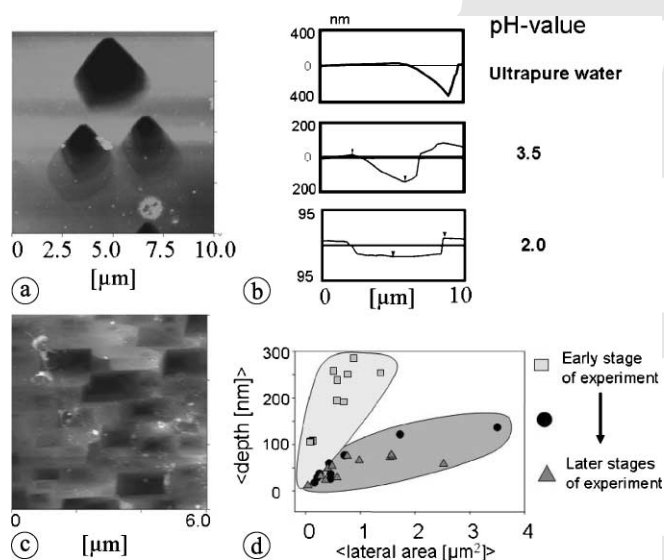 0 2.5 5.0 7.5 10.0
[µm]
a
nm
400
0
400
200
0
200
95
95
0 [µm] 10
b
pH-value
Ultrapure water
3.5
2.0
0 6.0
[µm]
c
<depth [nm]>
300
200
100
50
0
0 1 2 3 4
<lateral area [µm²]>
d
Early stage
of experiment
Later stages
of experiment